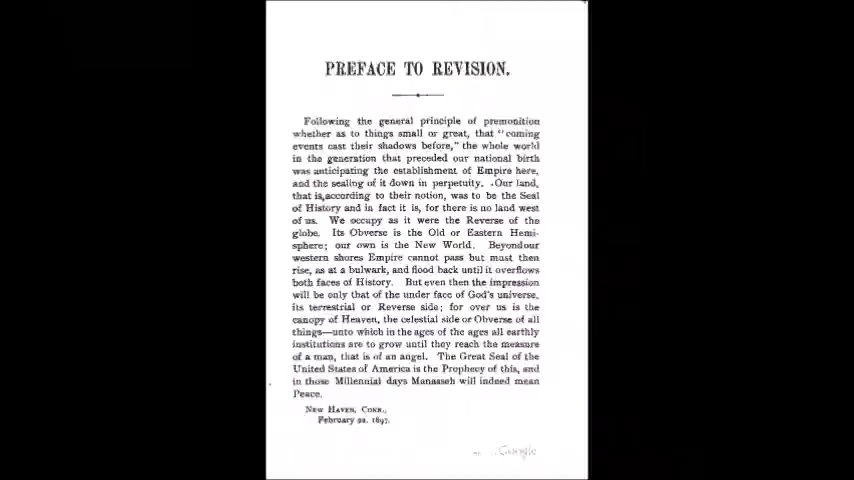 PREFACE TO REVISION.
Following the general principle of premonition
whether as to things small or great, that "coming
events cast their shadows before," the whole world
in the generation that preceded our national birth
was anticipating the establishment of Empire here,
and the sealing of it down in perpetuity. Our land,
that is, according to their notion, was to be the Seal
of History and in fact it is, for there is no land west
of us. We occupy as it were the Reverse of the
globe. Its Obverse is the Old or Eastern Hemi-
sphere; our own is the New World. Beyond our
western shores Empire cannot pass but must then
rise, as at a bulwark, and flood back until it overflows
both faces of History. But even then the impression
will be only that of the under face of God's universe,
its terrestrial or Reverse side; for over us is the
canopy of Heaven, the celestial side or Obverse of all
things—unto which in the ages of the ages all earthly
institutions are to grow until they reach the measure
of a man, that is of an angel. The Great Seal of the
United States of America is the Prophecy of this, and
in those Millennial days Manasseh will indeed mean
Peace.
NEW HAVEN, CONN.,
February 22, 1897.
Google